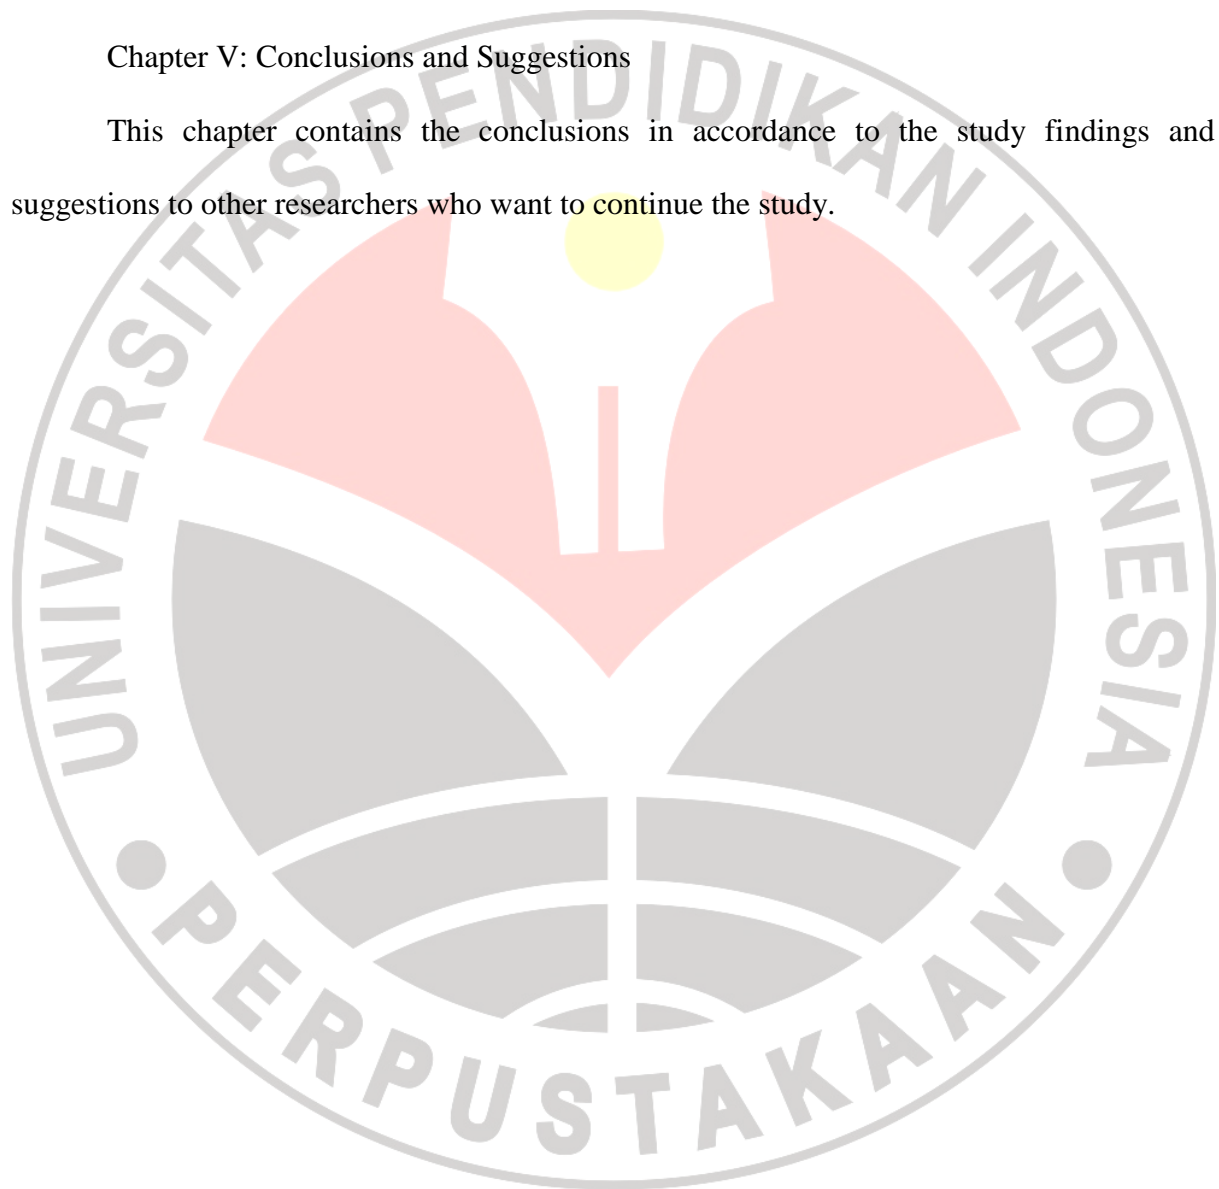 Chapter V: Conclusions and Suggestions
This chapter contains the conclusions in accordance to the study findings and
suggestions to other researchers who want to continue the study.
UNIVERSITAS PENDIDIKAN INDONESIA
PERPUSTAKAAN